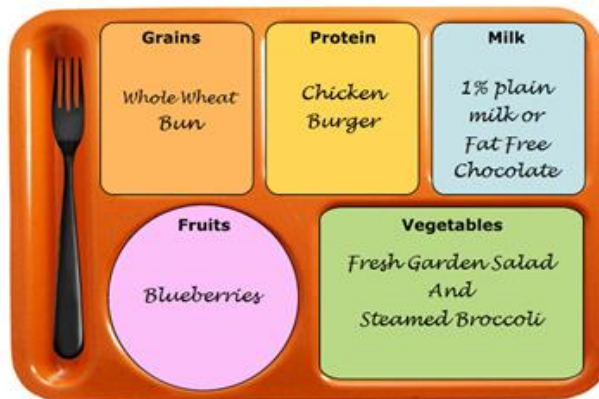 Grains
Whole Wheat
Bun
Protein
Chicken
Burger
Milk
1% plain
milk or
Fat Free
Chocolate
Fruits
Blueberries
Vegetables
Fresh Garden Salad
And
Steamed Broccoli